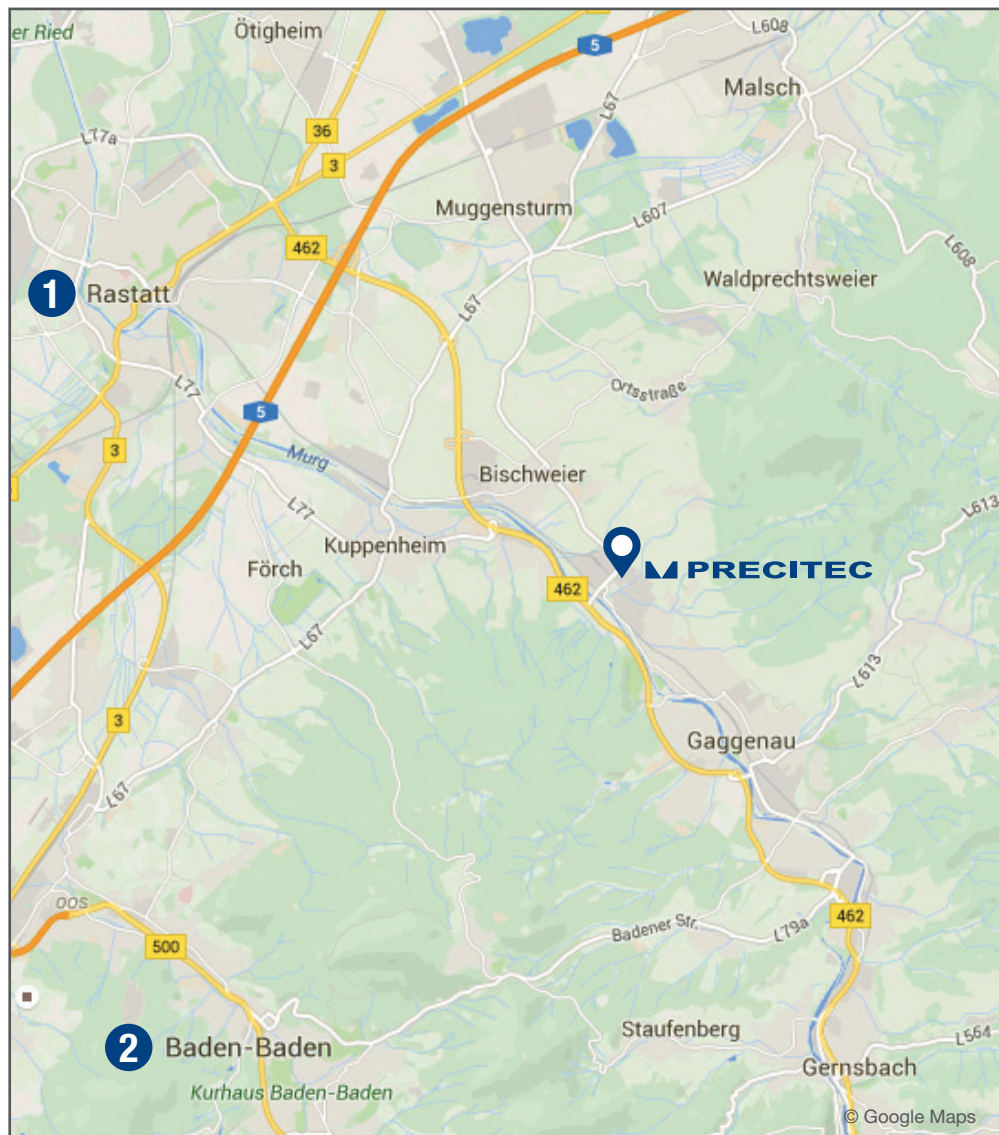 er Ried
Ötigheim
L608
5
Malsch
L77a
36
L67
3
Muggensturm
L607
462
L608
1
Rastatt
Waldprechtsweier
L67
L77
Ortsstraße
5
3
Murg
Bischweier
L77
L613
Kuppenheim
Förch
PRECITEC
462
L67
L613
3
Gaggenau
L67
OOS
500
Badener Str.
L79a
462
2
Baden-Baden
Staufenberg
L564
Gernsbach
Kurhaus Baden-Baden
© Google Maps